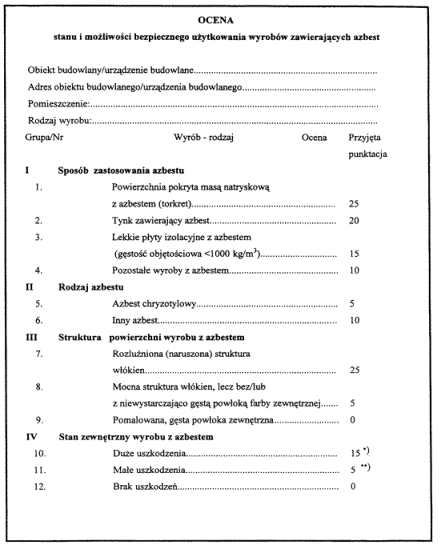 OCENA
stanu i możliwości bezpiecznego użytkowania wyrobów zawierających azbest
Obiekt budowlany/urządzenie budowlane............................................................
Adres obiektu budowlanego/urządzenia budowlanego............................................
Pomieszczenie:................................................................................................
Rodzaj wyrobu:................................................................................................
Grupa/Nr Wyrób - rodzaj Ocena Przyjęta
punktacja
I Sposób zastosowania azbestu
1. Powierzchnia pokryta masą natryskową
z azbestem (torkret)................................................ 25
2. Tynk zawierający azbest.......................................... 20
3. Lekkie płyty izolacyjne z azbestem
(gęstość objętościowa <1000 kg/m³)......................... 15
4. Pozostałe wyroby z azbestem................................... 10
II Rodzaj azbestu
5. Azbest chryzotylowy............................................... 5
6. Inny azbest............................................................ 10
III Struktura powierzchni wyrobu z azbestem
7. Rozluźniona (naruszona) struktura
włókien................................................................. 25
8. Mocna struktura włókien, lecz bez/lub
z niewystarczająco gęstą powłoką farby zewnętrznej....... 5
9. Pomalowana, gęsta powłoka zewnętrzna...................... 0
IV Stan zewnętrzny wyrobu z azbestem
10. Duże uszkodzenia................................................... 15 *)
11. Małe uszkodzenia................................................... 5 **)
12. Brak uszkodzeń...................................................... 0